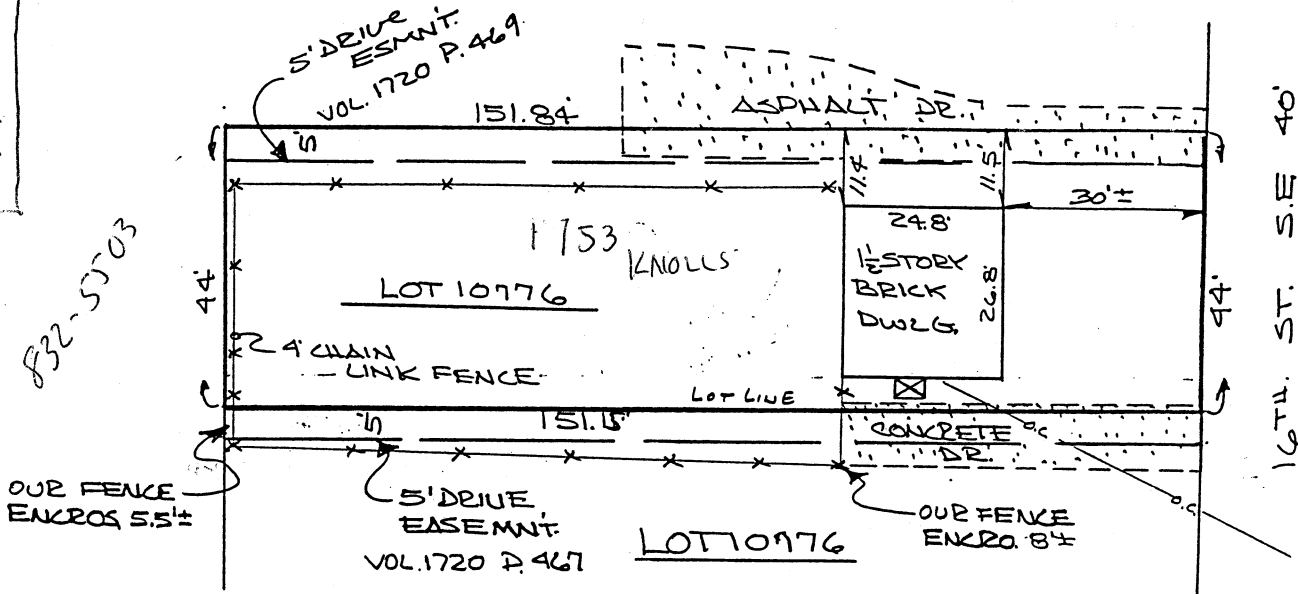 5' DRIVE
ESMNT.
VOL. 1720 P. 469
151.84'
ASPHALT DR.
5'
11.4
11.5
30'±
16TH. ST. S.E 40'
832-5503
1753
KNOLLS
24.8'
1½ STORY
BRICK
DWLG.
26.8
44'
44'
LOT 10776
4' CHAIN
LINK FENCE
LOT LINE
5'
151.15'
CONCRETE
DR.
O.C
O.C
OUR FENCE
ENCROS 5.5'±
5' DRIVE
EASEMNT.
VOL. 1720 P. 467
LOT 10776
OUR FENCE
ENCRO. 8'±